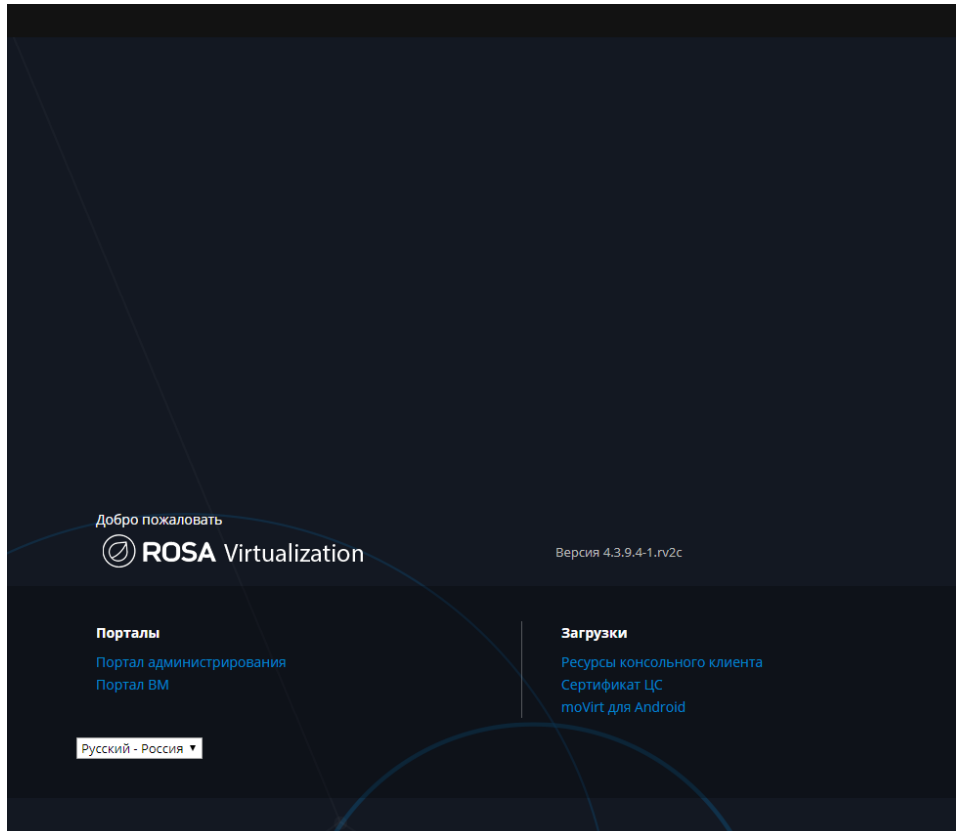 Добро пожаловать
ROSA Virtualization
Версия 4.3.9.4-1.rv2c
Порталы
Портал администрирования
Портал ВМ
Загрузки
Ресурсы консольного клиента
Сертификат ЦС
moVirt для Android
Русский - Россия